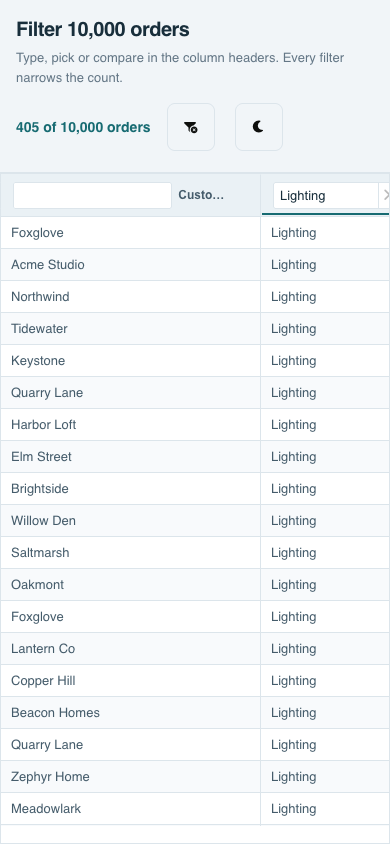 Filter 10,000 orders
Type, pick or compare in the column headers. Every filter
narrows the count.
405 of 10,000 orders
Custo… Lighting
Foxglove Lighting
Acme Studio Lighting
Northwind Lighting
Tidewater Lighting
Keystone Lighting
Quarry Lane Lighting
Harbor Loft Lighting
Elm Street Lighting
Brightside Lighting
Willow Den Lighting
Saltmarsh Lighting
Oakmont Lighting
Foxglove Lighting
Lantern Co Lighting
Copper Hill Lighting
Beacon Homes Lighting
Quarry Lane Lighting
Zephyr Home Lighting
Meadowlark Lighting